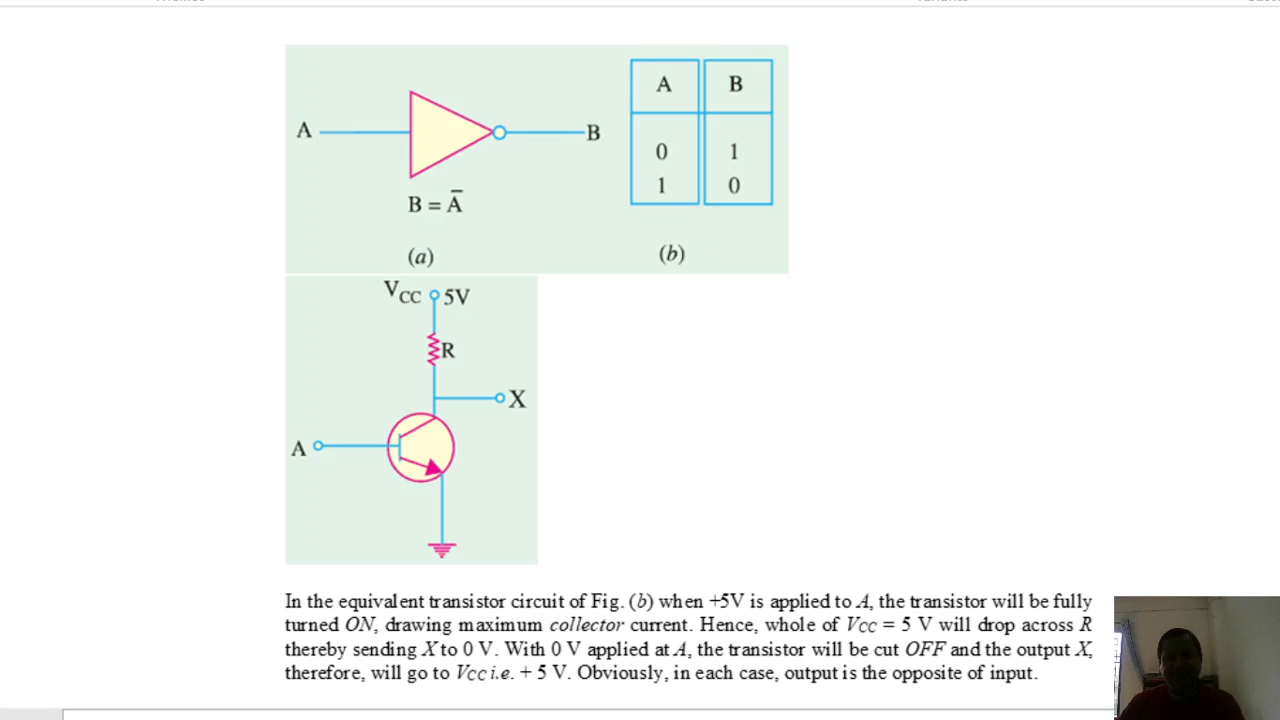 A
B
B = A̅
(a)
A B
0 1
1 0
(b)
VCC 5V
R
X
A
In the equivalent transistor circuit of Fig. (b) when +5V is applied to A, the transistor will be fully
turned ON, drawing maximum collector current. Hence, whole of VCC = 5 V will drop across R
thereby sending X to 0 V. With 0 V applied at A, the transistor will be cut OFF and the output X,
therefore, will go to VCC i.e. + 5 V. Obviously, in each case, output is the opposite of input.